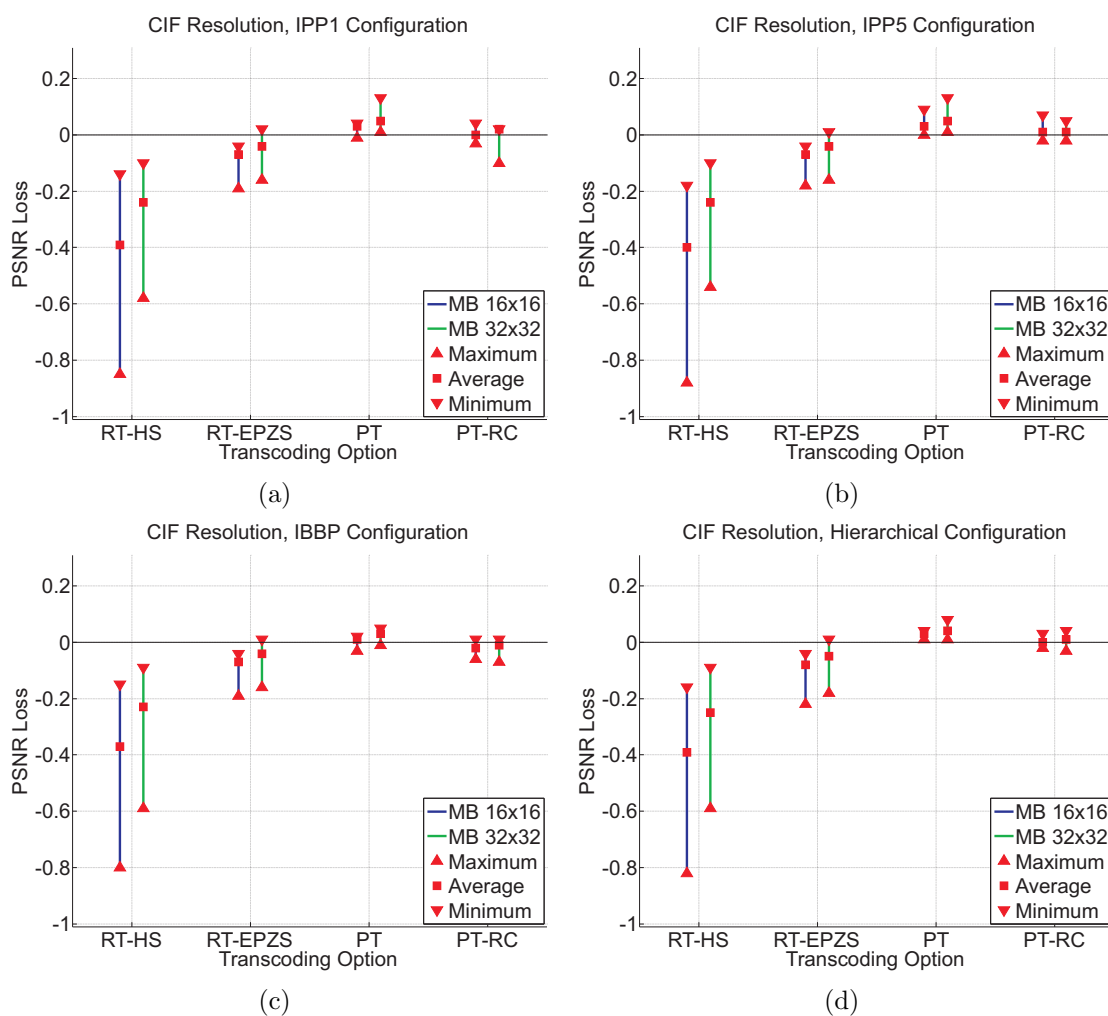 CIF Resolution, IPP1 Configuration
0.2
0
-0.2
-0.4
-0.6
-0.8
-1
PSNR Loss
MB 16x16
MB 32x32
Maximum
Average
Minimum
RT-HS RT-EPZS PT PT-RC
Transcoding Option
(a)
CIF Resolution, IPP5 Configuration
0.2
0
-0.2
-0.4
-0.6
-0.8
-1
PSNR Loss
MB 16x16
MB 32x32
Maximum
Average
Minimum
RT-HS RT-EPZS PT PT-RC
Transcoding Option
(b)
CIF Resolution, IBBP Configuration
0.2
0
-0.2
-0.4
-0.6
-0.8
-1
PSNR Loss
MB 16x16
MB 32x32
Maximum
Average
Minimum
RT-HS RT-EPZS PT PT-RC
Transcoding Option
(c)
CIF Resolution, Hierarchical Configuration
0.2
0
-0.2
-0.4
-0.6
-0.8
-1
PSNR Loss
MB 16x16
MB 32x32
Maximum
Average
Minimum
RT-HS RT-EPZS PT PT-RC
Transcoding Option
(d)